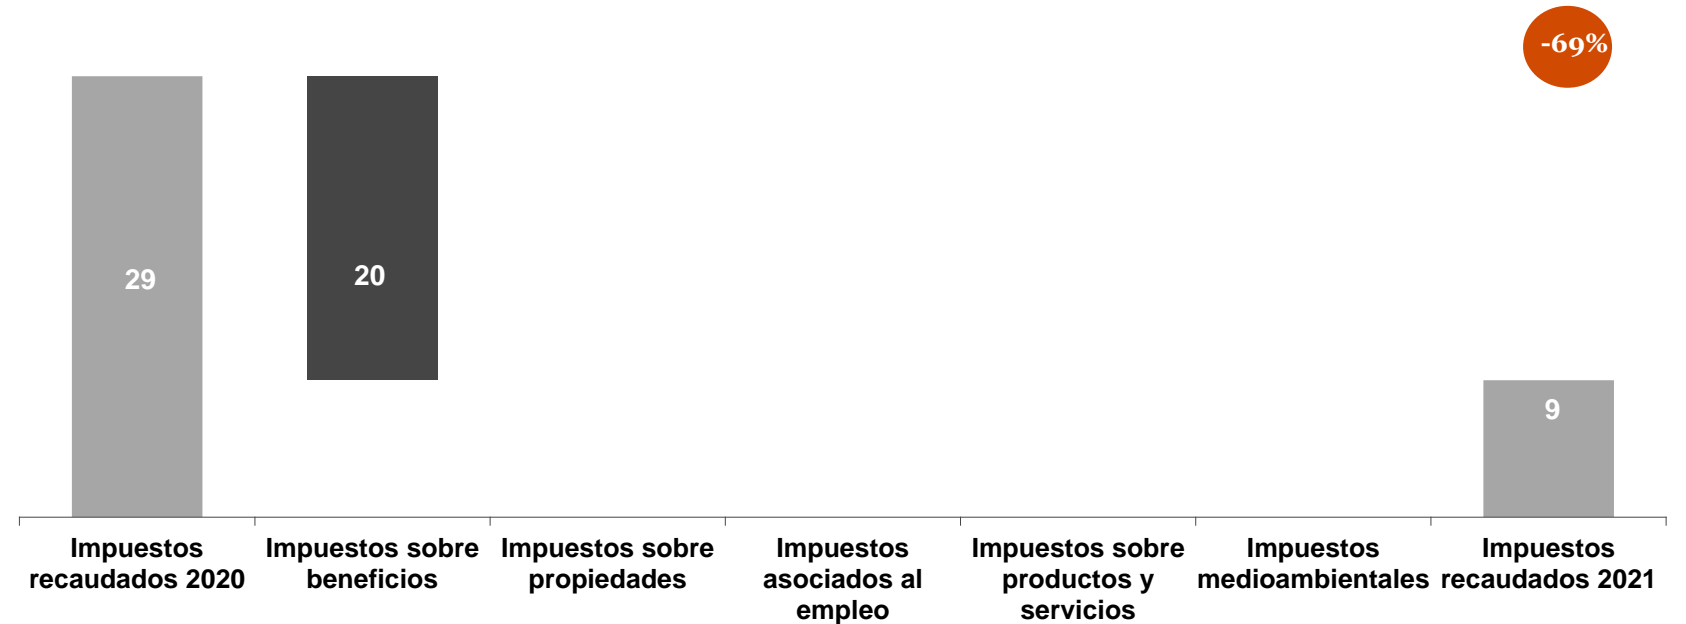 -69%
29
20
9
Impuestos
recaudados 2020
Impuestos sobre
beneficios
Impuestos sobre
propiedades
Impuestos
asociados al
empleo
Impuestos sobre
productos y
servicios
Impuestos
medioambientales
Impuestos
recaudados 2021